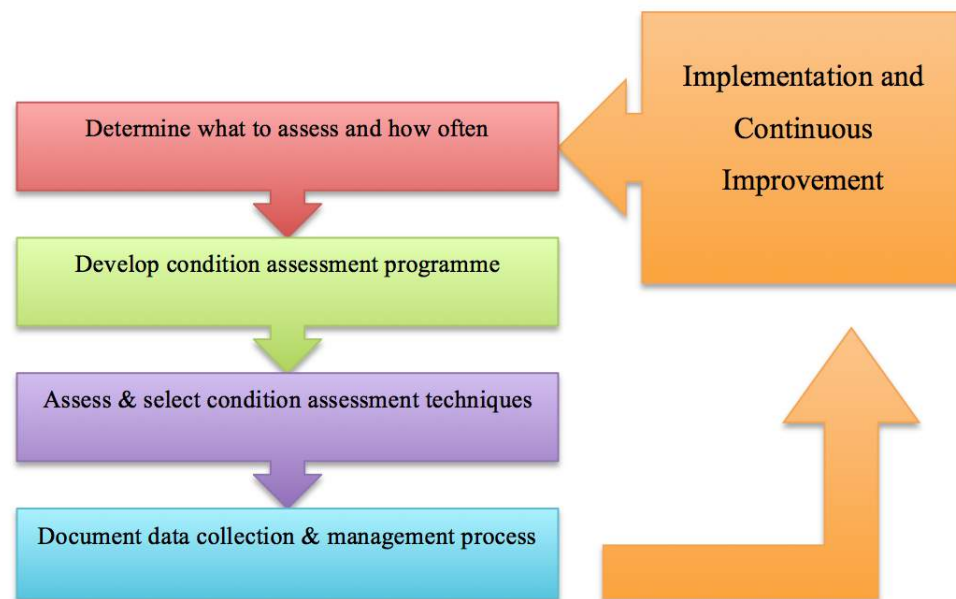 Determine what to assess and how often
Develop condition assessment programme
Assess & select condition assessment techniques
Document data collection & management process
Implementation and
Continuous
Improvement